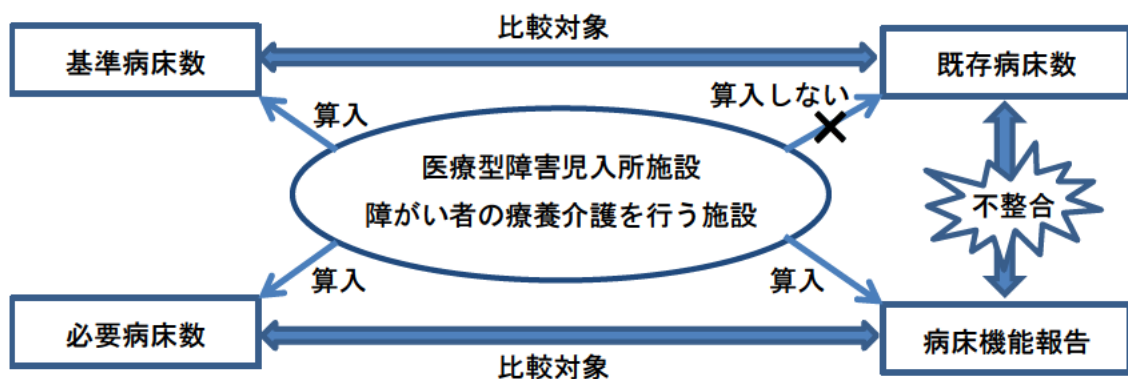 比較対象
基準病床数
既存病床数
算入
算入しない
医療型障害児入所施設
障がい者の療養介護を行う施設
不整合
算入
算入
必要病床数
病床機能報告
比較対象